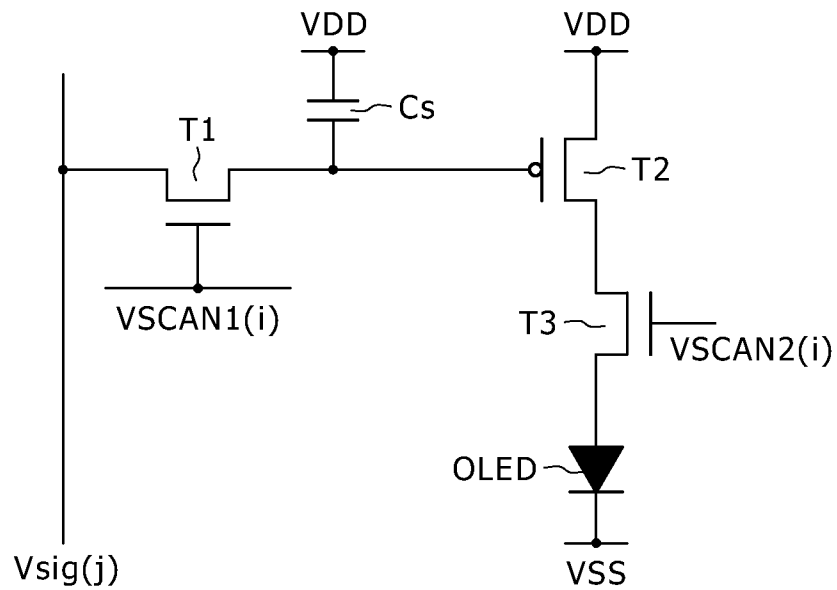 VDD
VDD
Cs
T1
T2
VSCAN1(i)
T3
VSCAN2(i)
OLED
Vsig(j)
VSS